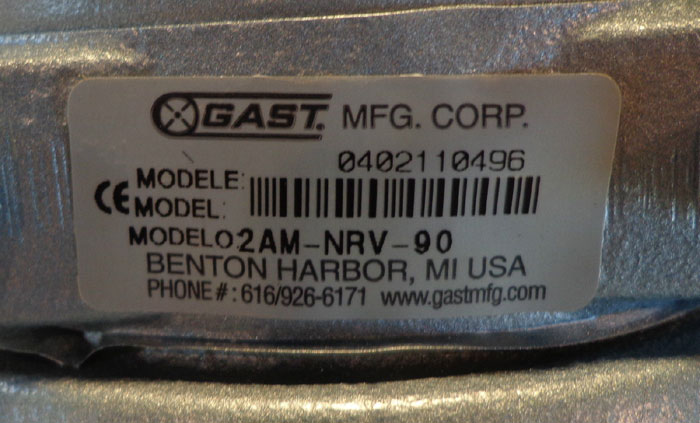 GAST. MFG. CORP.
0402110496
MODELE:
CE MODEL:
MODELO 2AM-NRV-90
BENTON HARBOR, MI USA
PHONE #: 616/926-6171 www.gastmfg.com